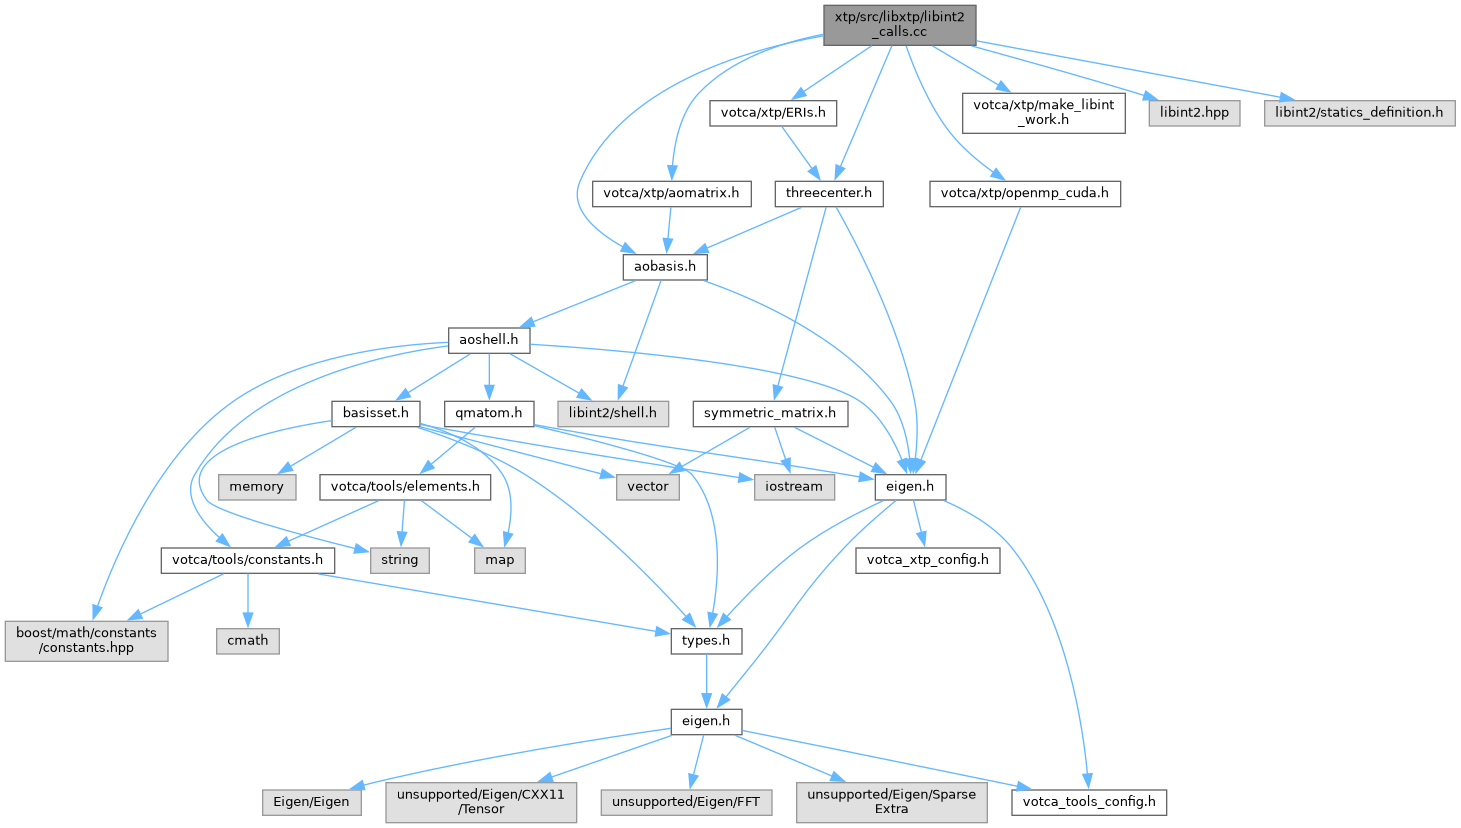 xtp/src/libxtp/libint2
_calls.cc
votca/xtp/ERIs.h
votca/xtp/make_libint
_work.h
libint2.hpp
libint2/statics_definition.h
votca/xtp/aomatrix.h
threecenter.h
votca/xtp/openmp_cuda.h
aobasis.h
aoshell.h
basisset.h
qmatom.h
libint2/shell.h
symmetric_matrix.h
memory
votca/tools/elements.h
vector
iostream
eigen.h
votca/tools/constants.h
string
map
votca_xtp_config.h
boost/math/constants
/constants.hpp
cmath
types.h
eigen.h
Eigen/Eigen
unsupported/Eigen/CXX11
/Tensor
unsupported/Eigen/FFT
unsupported/Eigen/Sparse
Extra
votca_tools_config.h